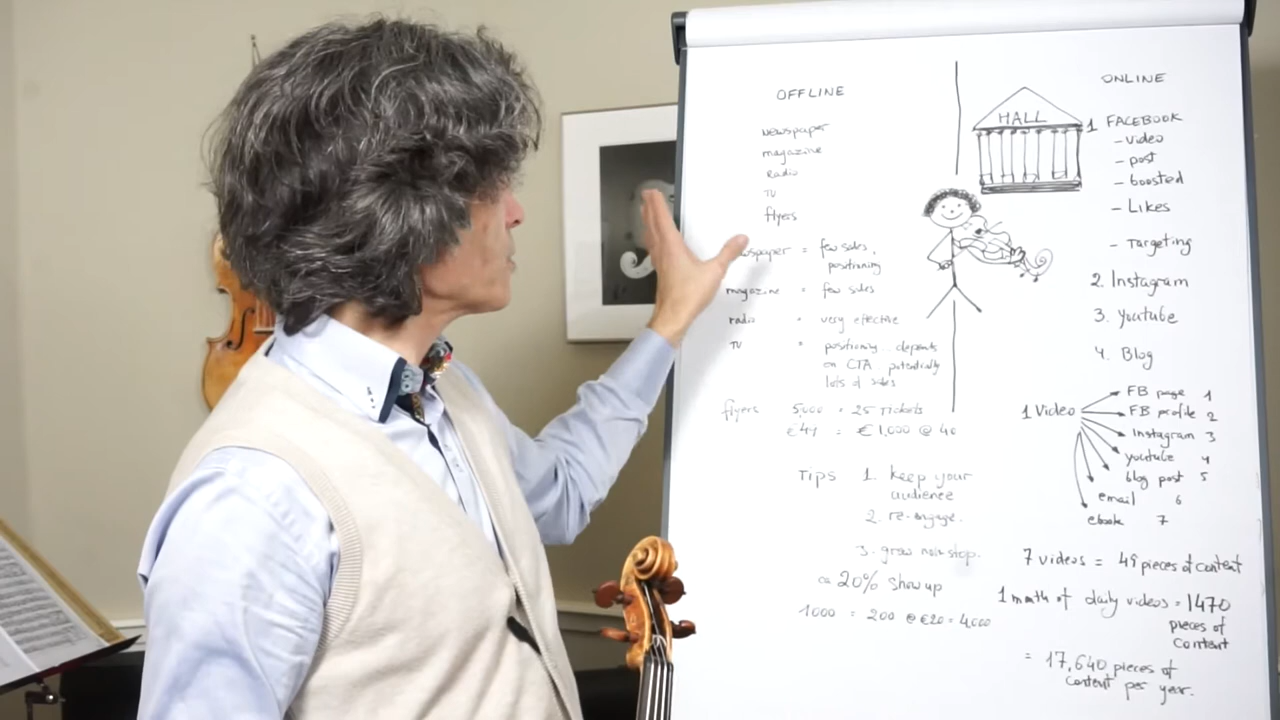 OFFLINE
Newspaper
magazine
Radio
TV
flyers
= few sales,
positioning
magazine = few sales
radio = very effective
TV = positioning .. depends
on CTA .. potentially
lots of sales
flyers 5,000 = 25 Tickets
= €1,000 @ 40
TIPS 1. keep your
audience
2. re-engage.
3. grow non stop.
ca 20% show up
1000 = 200 @ €20 = 4000
HALL
ONLINE
1 FACEBOOK
- video
- post
- boosted
- Likes
- Targeting
2. Instagram
3. Youtube
4. Blog
1 Video
FB page 1
FB profile 2
Instagram 3
youtube 4
blog post 5
email 6
ebook 7
7 videos = 49 pieces of content
1 month of daily videos = 1470
pieces of
content
= 17,640 pieces of
content per year.